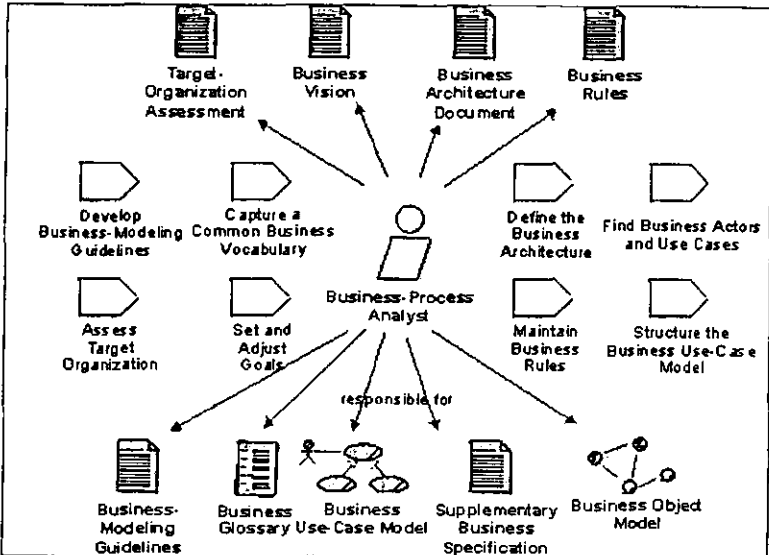 Target-
Organization
Assessment
Business
Vision
Business
Architecture
Document
Business
Rules
Develop
Business-Modeling
Guidelines
Capture a
Common Business
Vocabulary
Define the
Business
Architecture
Find Business Actors
and Use Cases
Business-Process
Analyst
Assess
Target
Organization
Set and
Adjust
Goals
Maintain
Business
Rules
Structure the
Business Use-Case
Model
responsible for
Business-
Modeling
Guidelines
Business
Glossary
Business
Use-Case Model
Supplementary
Business
Specification
Business Object
Model